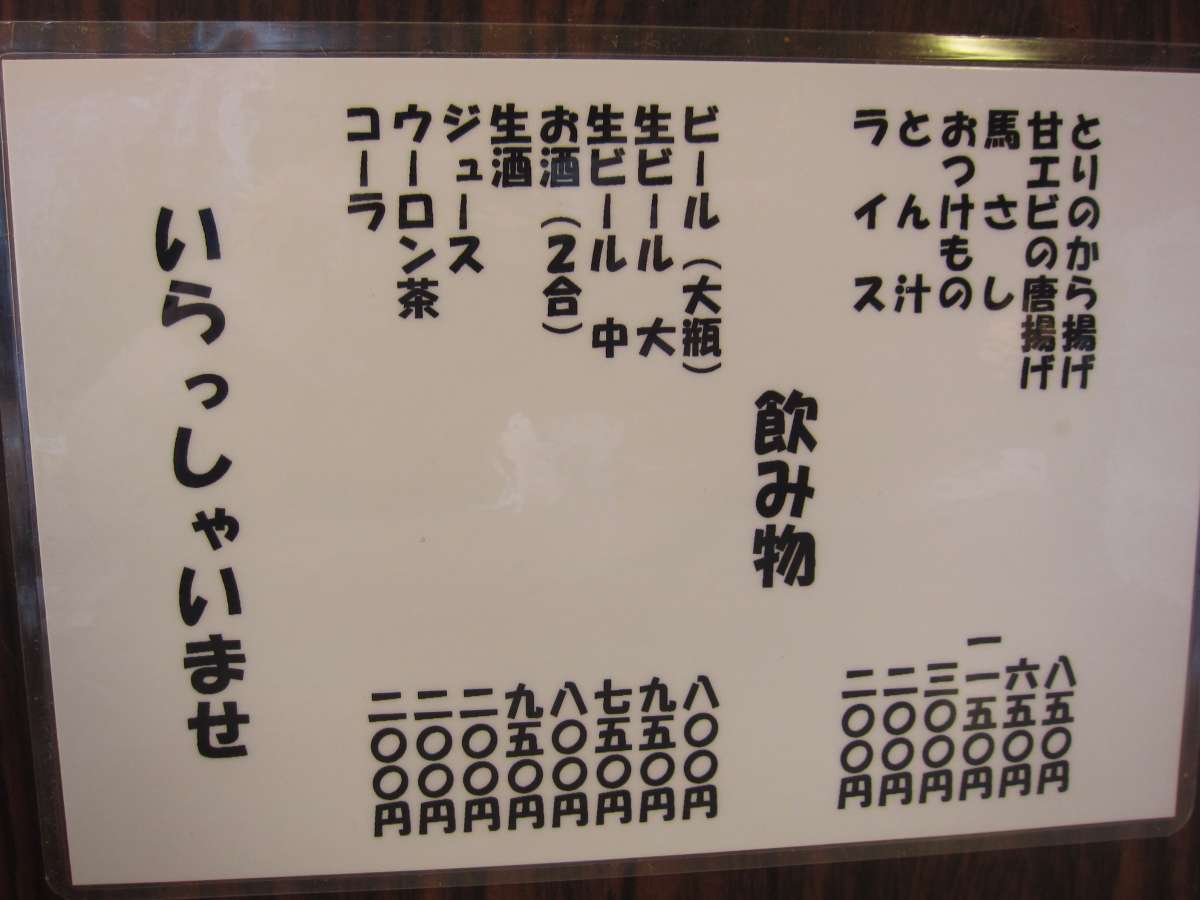 とりのから揚げ 八五〇円
甘エビの唐揚げ 六五〇円
馬さし 一一五〇円
おつけもの 三〇〇円
とん汁 二〇〇円
ライス 二〇〇円
飲み物
ビール(大瓶) 八〇〇円
生ビール 大 九五〇円
生ビール 中 七五〇円
お酒(2合) 八〇〇円
生酒 九五〇円
ジュース 二〇〇円
ウーロン茶 二〇〇円
コーラ 二〇〇円
いらっしゃいませ